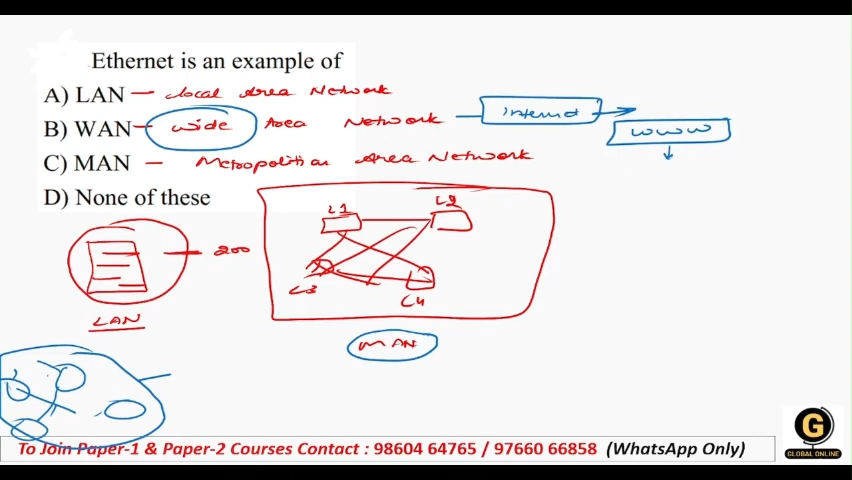 Ethernet is an example of
A) LAN - Local Area Network
B) WAN - wide Area Network - internet
www
C) MAN - Metropolitian Area Network
D) None of these
L1
L2
200
L3
L4
LAN
MAN
To Join Paper-1 & Paper-2 Courses Contact : 98604 64765 / 97660 66858 (WhatsApp Only)
G
GLOBAL ONLINE